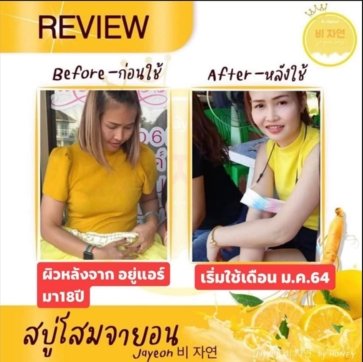 REVIEW
비 자연
Before-ก่อนใช้
After-หลังใช้
ผิวหลังจาก อยู่แอร์
มา18ปี
เริ่มใช้เดือน ม.ค.64
สบู่โสมจายอน
Jayeon 비 자연